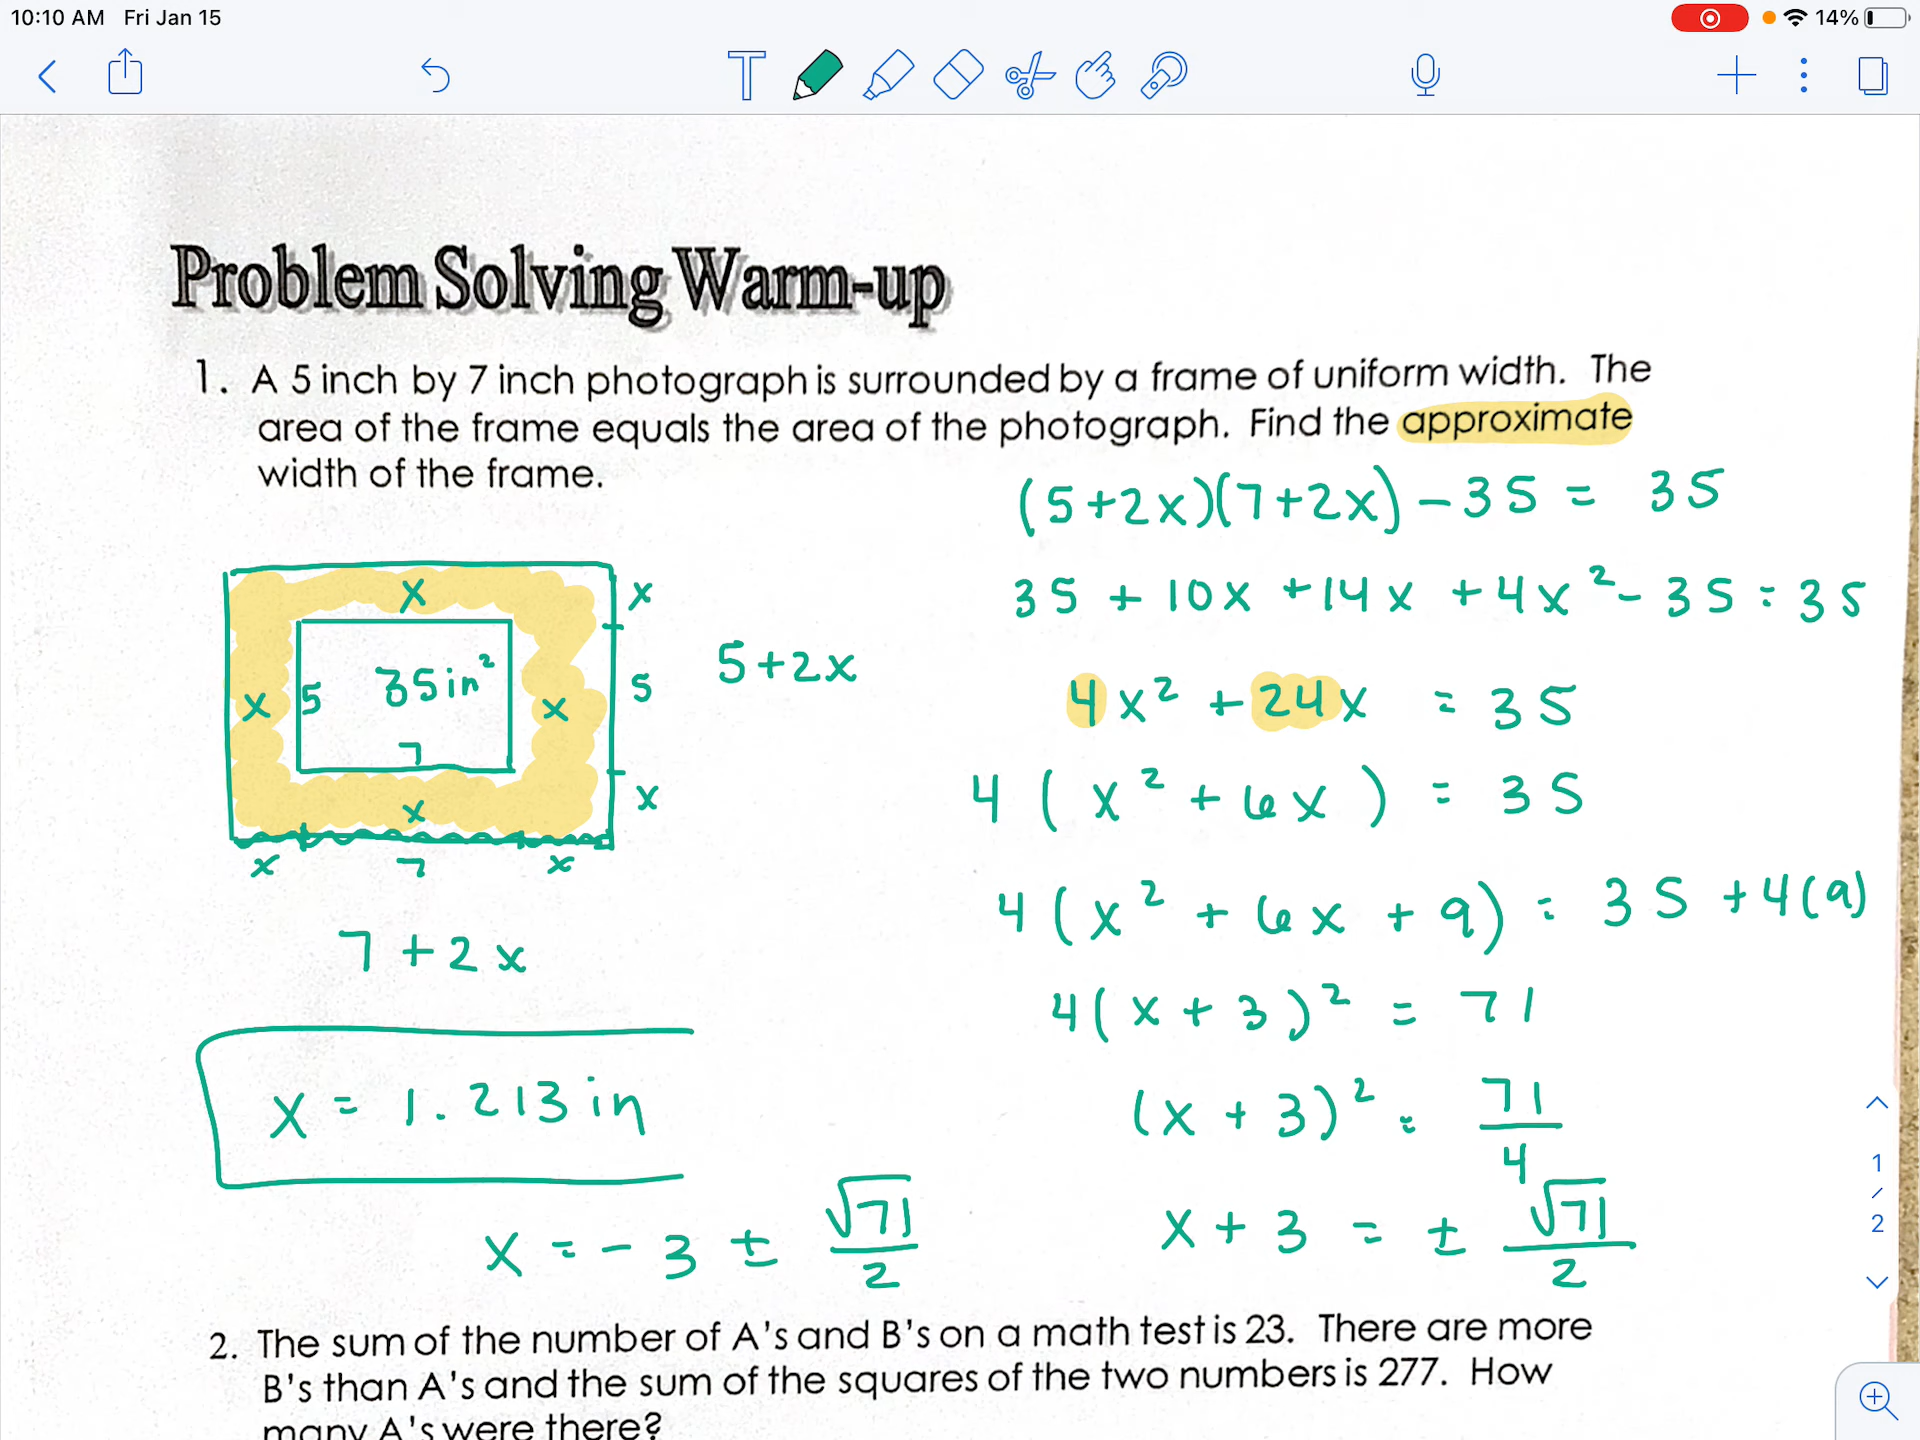 10:10 AM Fri Jan 15
14%
T
Problem Solving Warm-up
1. A 5 inch by 7 inch photograph is surrounded by a frame of uniform width. The
area of the frame equals the area of the photograph. Find the approximate
width of the frame.
(5+2x)(7+2x) - 35 = 35
35 + 10x + 14x + 4x² - 35 = 35
x
x
5+2x
x 5 35in² x
5
7
x
x
x 7 x
7 + 2x
4x² + 24x = 35
4(x² + 6x) = 35
4(x² + 6x + 9) = 35 + 4(9)
4(x + 3)² = 71
(x + 3)² = 71/4
x + 3 = ± √71/2
x = 1.213 in
x = -3 ± √71/2
1
/
2
2. The sum of the number of A's and B's on a math test is 23. There are more
B's than A's and the sum of the squares of the two numbers is 277. How
many A's were there?